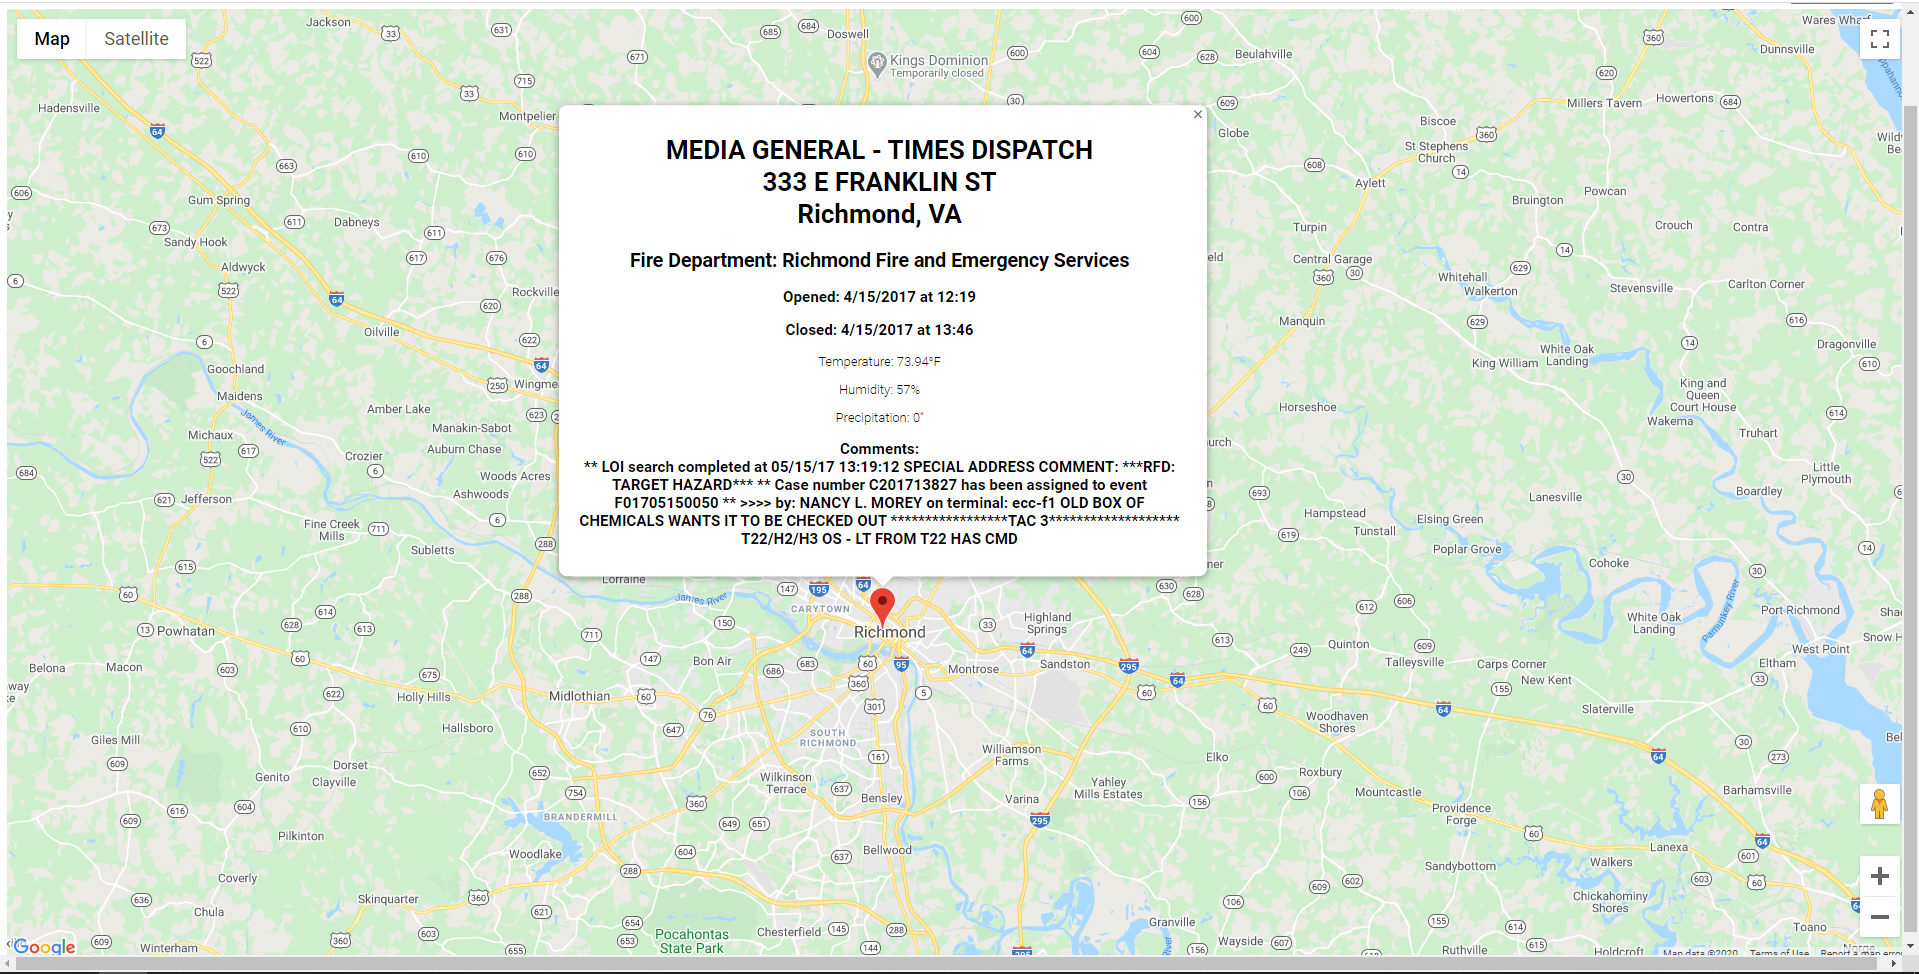 Map
Satellite
MEDIA GENERAL - TIMES DISPATCH
333 E FRANKLIN ST
Richmond, VA
Fire Department: Richmond Fire and Emergency Services
Opened: 4/15/2017 at 12:19
Closed: 4/15/2017 at 13:46
Temperature: 73.94°F
Humidity: 57%
Precipitation: 0"
Comments:
** LOI search completed at 05/15/17 13:19:12 SPECIAL ADDRESS COMMENT: ***RFD:
TARGET HAZARD*** ** Case number C201713827 has been assigned to event
F01705150050 ** >>>> by: NANCY L. MOREY on terminal: ecc-f1 OLD BOX OF
CHEMICALS WANTS IT TO BE CHECKED OUT *****************TAC 3*******************
T22/H2/H3 OS - LT FROM T22 HAS CMD
Jackson
Doswell
Kings Dominion
Temporarily closed
Beulahville
Dunnsville
Hadensville
Montpelier
Globe
Millers Tavern
Howertons
Biscoe
St Stephens
Church
Aylett
Powcan
Bruington
Gum Spring
Dabneys
Sandy Hook
Aldwyck
Turpin
Crouch
Contra
Central Garage
Whitehall
Walkerton
Stevensville
Carlton Corner
Rockville
Oilville
Manquin
White Oak
Landing
King William
Dragonville
Goochland
Maidens
Amber Lake
Manakin-Sabot
Auburn Chase
Michaux
Crozier
Woods Acres
Ashwoods
James River
Horseshoe
King and
Queen
Court House
Wakema
Truhart
Little
Plymouth
Boardley
Lanesville
Jefferson
Fine Creek
Mills
Subletts
Hampstead
Tunstall
Elsing Green
Poplar Grove
Cohoke
Lorraine
James River
CARYTOWN
Richmond
Highland
Springs
White Oak
Landing
Pamunkey River
Port Richmond
West Point
Powhatan
Belona
Macon
Bon Air
Montrose
Sandston
Quinton
Talleysville
Carps Corner
New Kent
Eltham
Holly Hills
Midlothian
Hallsboro
SOUTH
RICHMOND
Woodhaven
Shores
Slaterville
Giles Mill
Genito
Dorset
Clayville
Williamson
Farms
Elko
Roxbury
Wilkinson
Terrace
Bensley
Varina
Yahley
Mills Estates
Mountcastle
Providence
Forge
Barhamsville
BRANDERMILL
Pilkinton
Woodlake
Bellwood
Sandybottom
Walkers
Lanexa
Coverly
Skinquarter
Chula
Chickahominy
Shores
Winterham
Pocahontas
State Park
Chesterfield
Granville
Wayside
Ruthville
Holdcroft
Toano
Google
Map data ©2020
Terms of Use